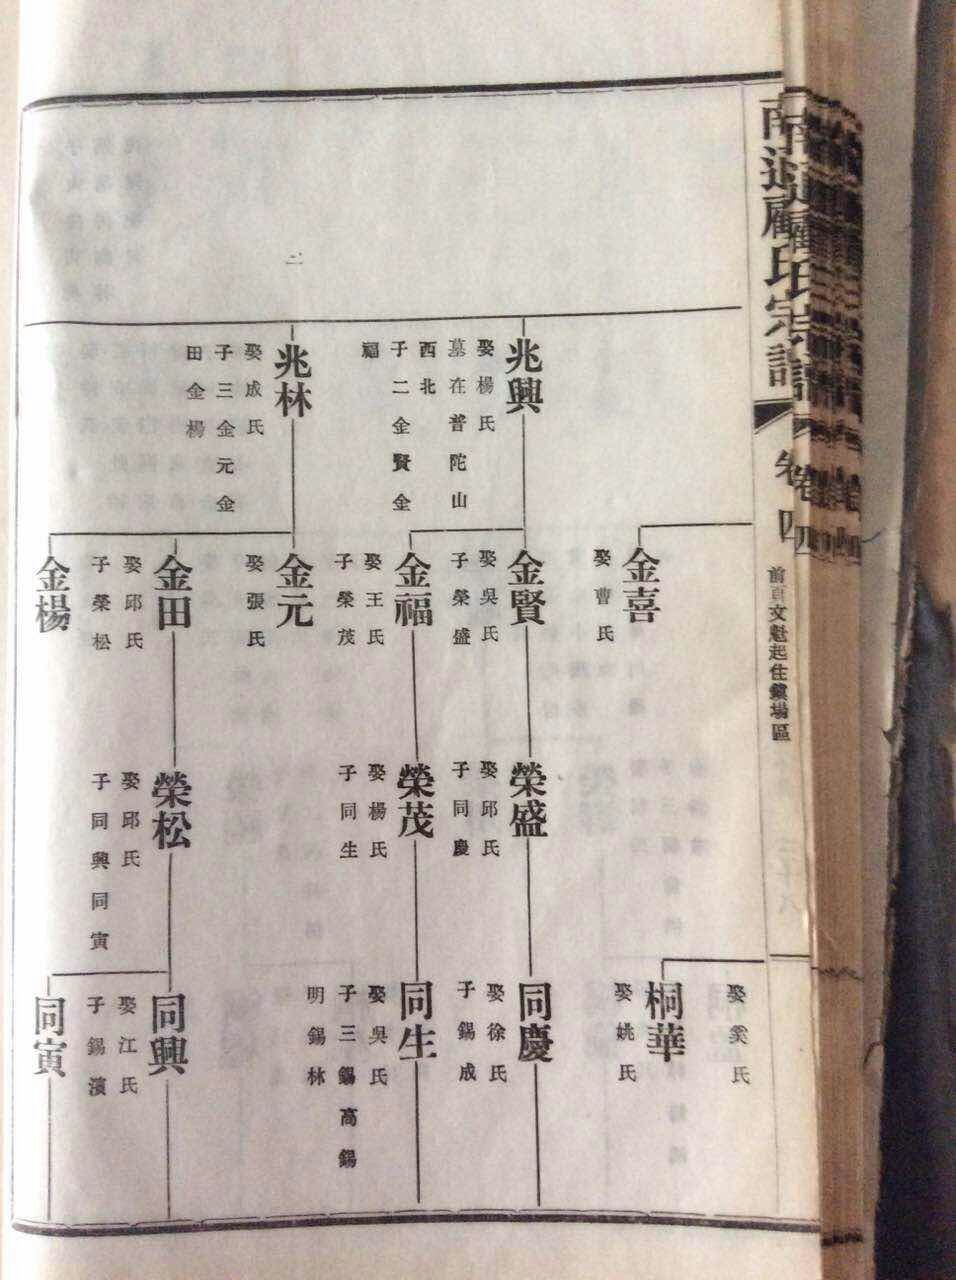 南通顧氏宗譜
卷四
前自文魁起住鎮場區
二
兆興
娶楊氏
墓在普陀山
西北
子二金賢金
福
兆林
娶成氏
子三金元金
田金楊
金喜
娶曹氏
金賢
娶吳氏
子榮盛
金福
娶王氏
子榮茂
金元
娶張氏
金田
娶邱氏
子榮松
金楊
榮盛
娶邱氏
子同慶
榮茂
娶楊氏
子同生
榮松
娶邱氏
子同興同寅
氏
桐華
娶姚氏
同慶
娶徐氏
子錫成
同生
娶吳氏
子三錫高錫
明錫林
同興
娶江氏
子錫濱
同寅